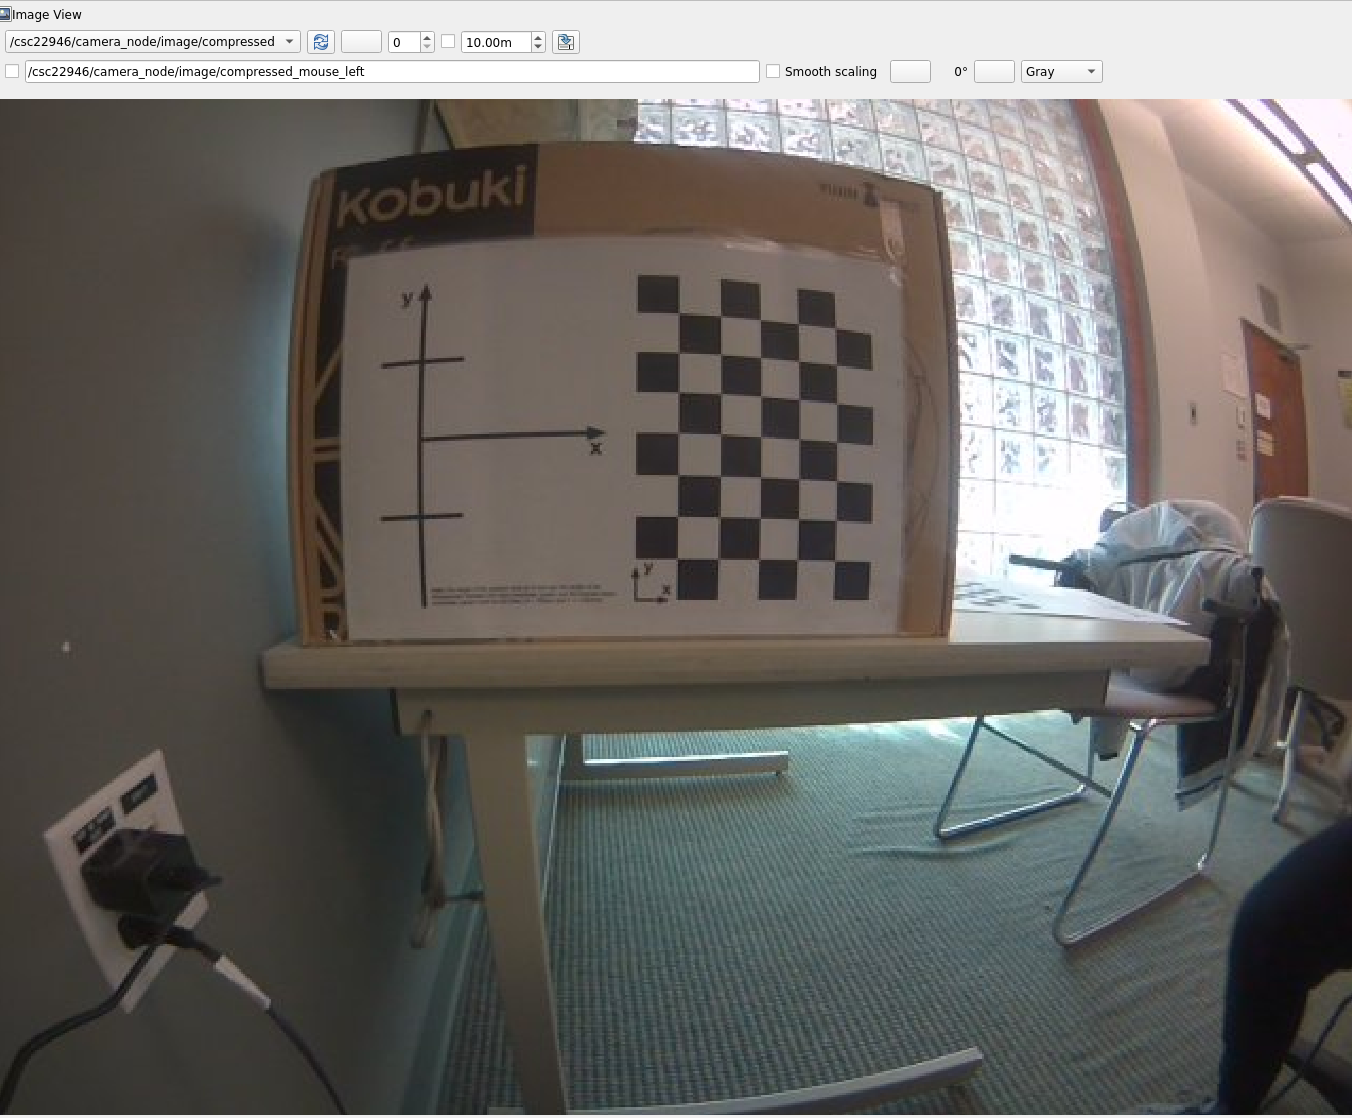 Image View
/csc22946/camera_node/image/compressed
0
10.00m
/csc22946/camera_node/image/compressed_mouse_left
Smooth scaling
0°
Gray
Kobuki
y
x
y
x